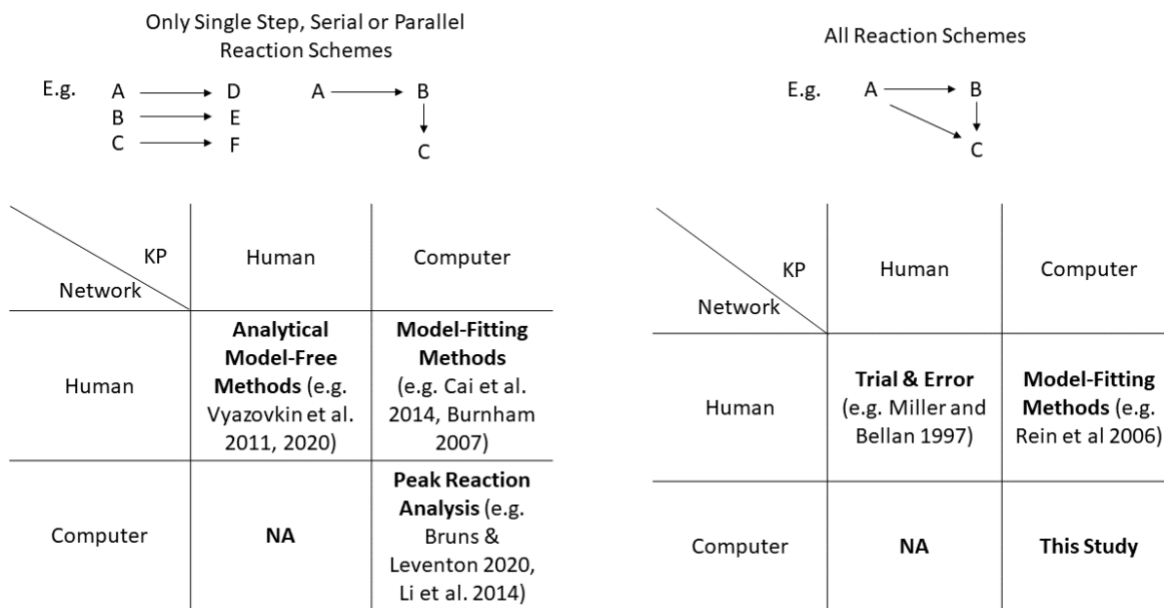 Only Single Step, Serial or Parallel
Reaction Schemes
E.g.
A
D
B
E
C
F
A
B
C
KP
Network
Human
Computer
Human
Analytical
Model-Free
Methods (e.g.
Vyazovkin et al.
2011, 2020)
Model-Fitting
Methods
(e.g. Cai et al.
2014, Burnham
2007)
Computer
NA
Peak Reaction
Analysis (e.g.
Bruns &
Leventon 2020,
Li et al. 2014)
All Reaction Schemes
E.g.
A
B
C
KP
Network
Human
Computer
Human
Trial & Error
(e.g. Miller and
Bellan 1997)
Model-Fitting
Methods (e.g.
Rein et al 2006)
Computer
NA
This Study